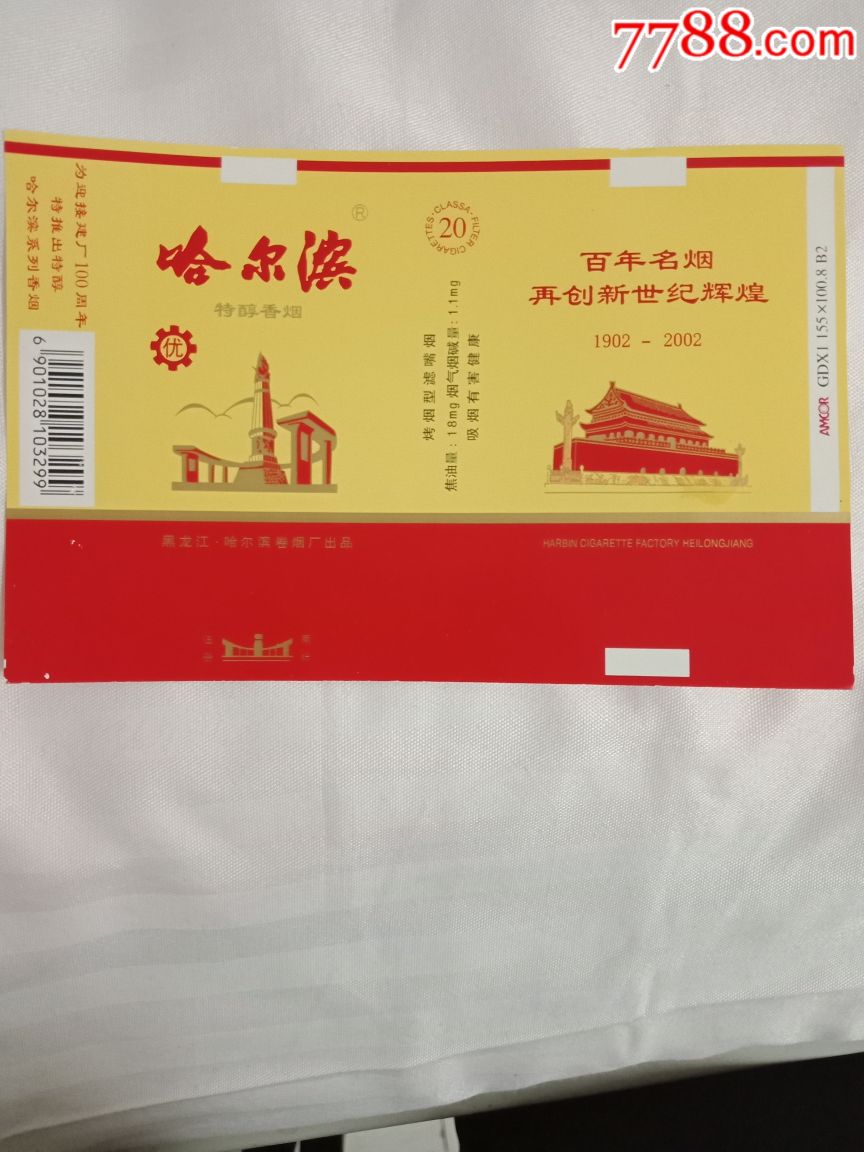 7788.com
为迎接建厂100周年
特推出特醇
哈尔滨系列香烟
6 901028 103299
哈尔滨®
特醇香烟
优
黑龙江·哈尔滨卷烟厂出品
CLASSA·FILTER CIGARETTES·
20
烤烟型滤嘴烟
焦油量：18mg 烟气烟碱量：1.1mg
吸烟有害健康
百年名烟
再创新世纪辉煌
1902 - 2002
HARBIN CIGARETTE FACTORY HEILONGJIANG
AMCOR GDX1 155×100.8 B2